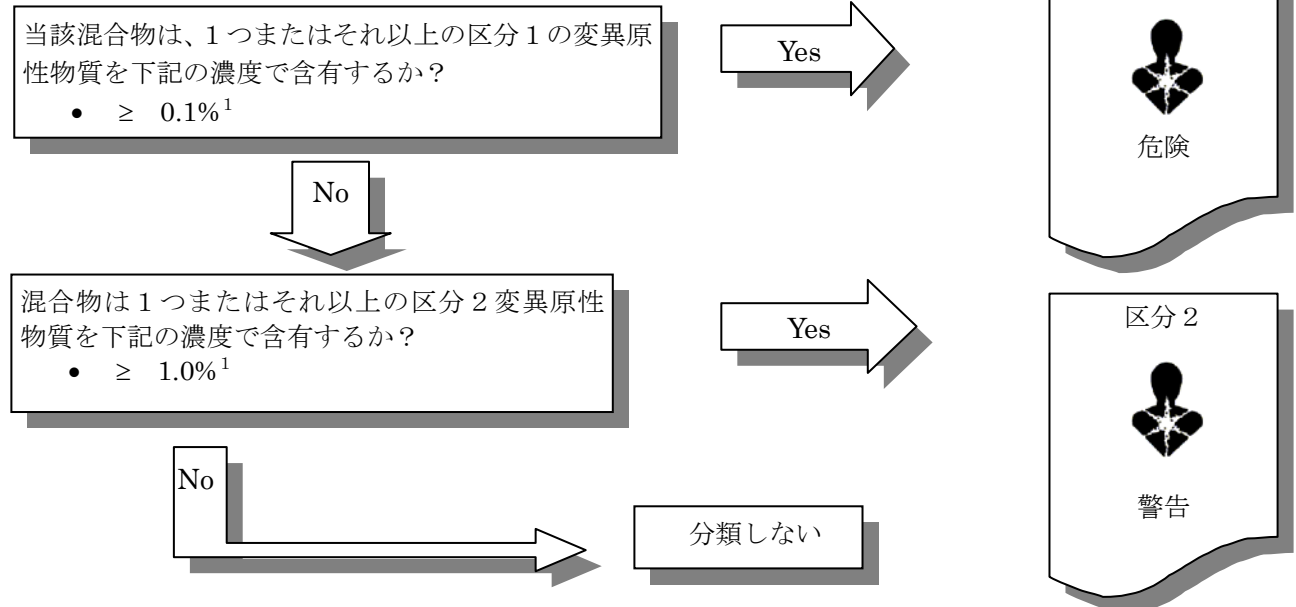 当該混合物は、１つまたはそれ以上の区分１の変異原
性物質を下記の濃度で含有するか？
• ≥ 0.1%¹
Yes
危険
No
混合物は１つまたはそれ以上の区分２変異原性
物質を下記の濃度で含有するか？
• ≥ 1.0%¹
Yes
区分２
警告
No
分類しない